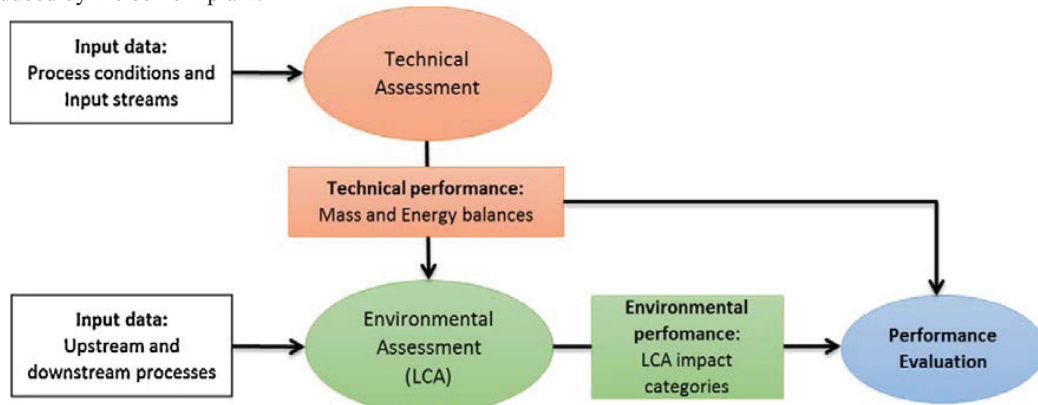 Input data:
Process conditions and
Input streams
Technical
Assessment
Technical performance:
Mass and Energy balances
Input data:
Upstream and
downstream processes
Environmental
Assessment
(LCA)
Environmental
perfomance:
LCA impact
categories
Performance
Evaluation